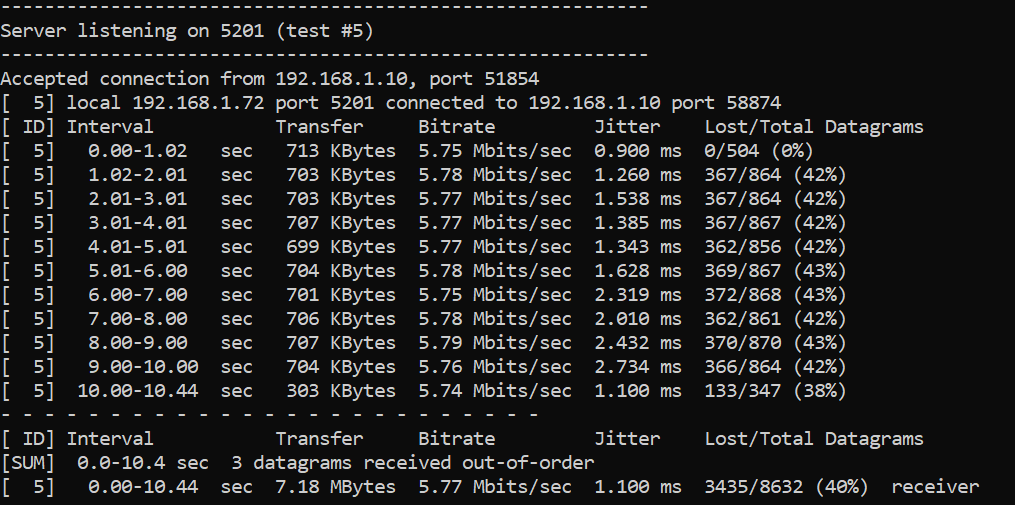 -----------------------------------------------------------
Server listening on 5201 (test #5)
-----------------------------------------------------------
Accepted connection from 192.168.1.10, port 51854
[  5] local 192.168.1.72 port 5201 connected to 192.168.1.10 port 58874
[ ID] Interval           Transfer     Bitrate         Jitter    Lost/Total Datagrams
[  5]   0.00-1.02   sec   713 KBytes  5.75 Mbits/sec  0.900 ms  0/504 (0%)
[  5]   1.02-2.01   sec   703 KBytes  5.78 Mbits/sec  1.260 ms  367/864 (42%)
[  5]   2.01-3.01   sec   703 KBytes  5.77 Mbits/sec  1.538 ms  367/864 (42%)
[  5]   3.01-4.01   sec   707 KBytes  5.77 Mbits/sec  1.385 ms  367/867 (42%)
[  5]   4.01-5.01   sec   699 KBytes  5.77 Mbits/sec  1.343 ms  362/856 (42%)
[  5]   5.01-6.00   sec   704 KBytes  5.78 Mbits/sec  1.628 ms  369/867 (43%)
[  5]   6.00-7.00   sec   701 KBytes  5.75 Mbits/sec  2.319 ms  372/868 (43%)
[  5]   7.00-8.00   sec   706 KBytes  5.78 Mbits/sec  2.010 ms  362/861 (42%)
[  5]   8.00-9.00   sec   707 KBytes  5.79 Mbits/sec  2.432 ms  370/870 (43%)
[  5]   9.00-10.00  sec   704 KBytes  5.76 Mbits/sec  2.734 ms  366/864 (42%)
[  5]  10.00-10.44  sec   303 KBytes  5.74 Mbits/sec  1.100 ms  133/347 (38%)
- - - - - - - - - - - - - - - - - - - - - - - - -
[ ID] Interval           Transfer     Bitrate         Jitter    Lost/Total Datagrams
[SUM]  0.0-10.4 sec  3 datagrams received out-of-order
[  5]   0.00-10.44  sec  7.18 MBytes  5.77 Mbits/sec  1.100 ms  3435/8632 (40%)  receiver